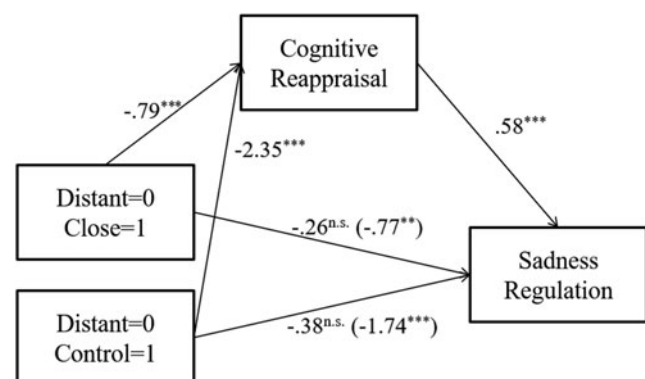 Cognitive
Reappraisal
-.79***
.58***
-2.35***
Distant=0
Close=1
-.26n.s. (-.77**)
Sadness
Regulation
Distant=0
Control=1
-.38n.s. (-1.74***)